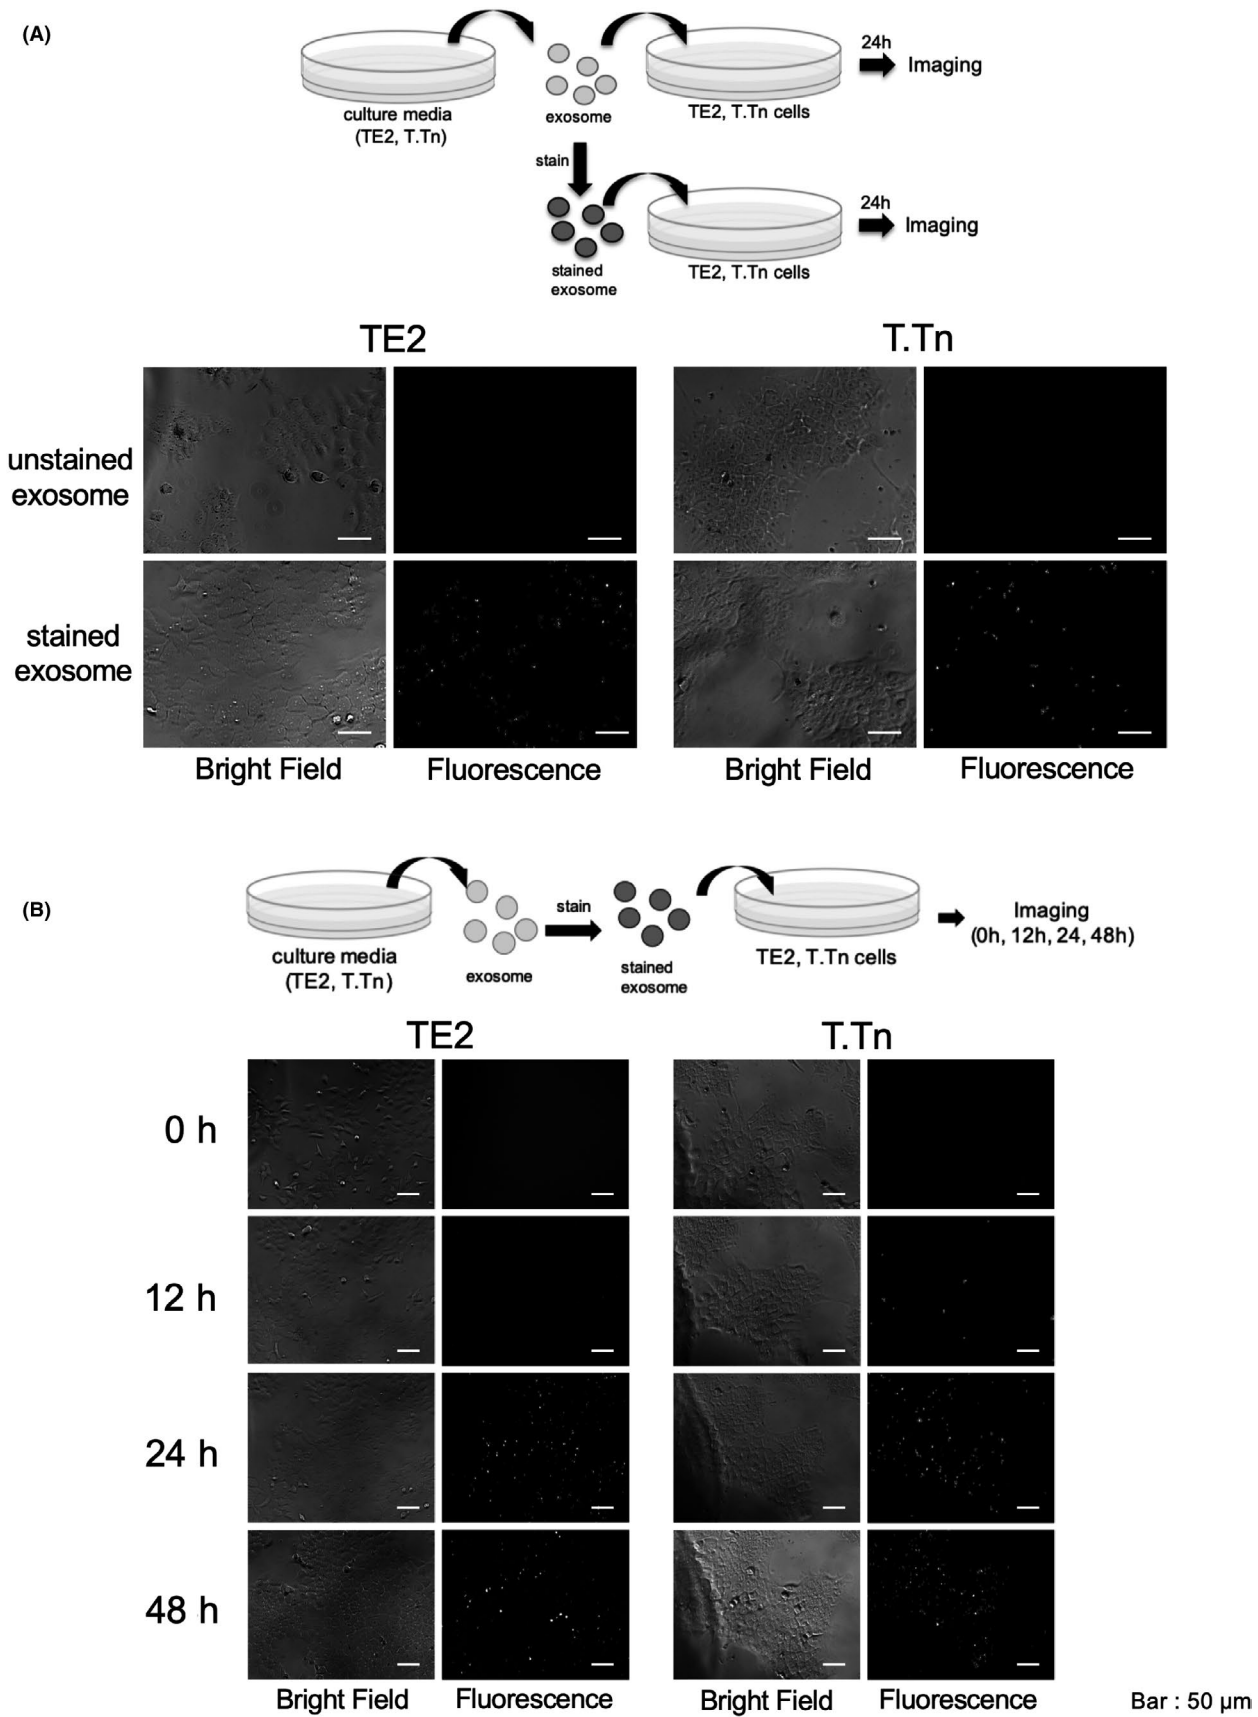 (A)
culture media
(TE2, T.Tn)
exosome
TE2, T.Tn cells
24h
Imaging
stain
stained
exosome
TE2, T.Tn cells
24h
Imaging
TE2
T.Tn
unstained
exosome
stained
exosome
Bright Field
Fluorescence
Bright Field
Fluorescence
(B)
culture media
(TE2, T.Tn)
exosome
stain
stained
exosome
TE2, T.Tn cells
Imaging
(0h, 12h, 24, 48h)
TE2
T.Tn
0 h
12 h
24 h
48 h
Bright Field
Fluorescence
Bright Field
Fluorescence
Bar : 50 μm